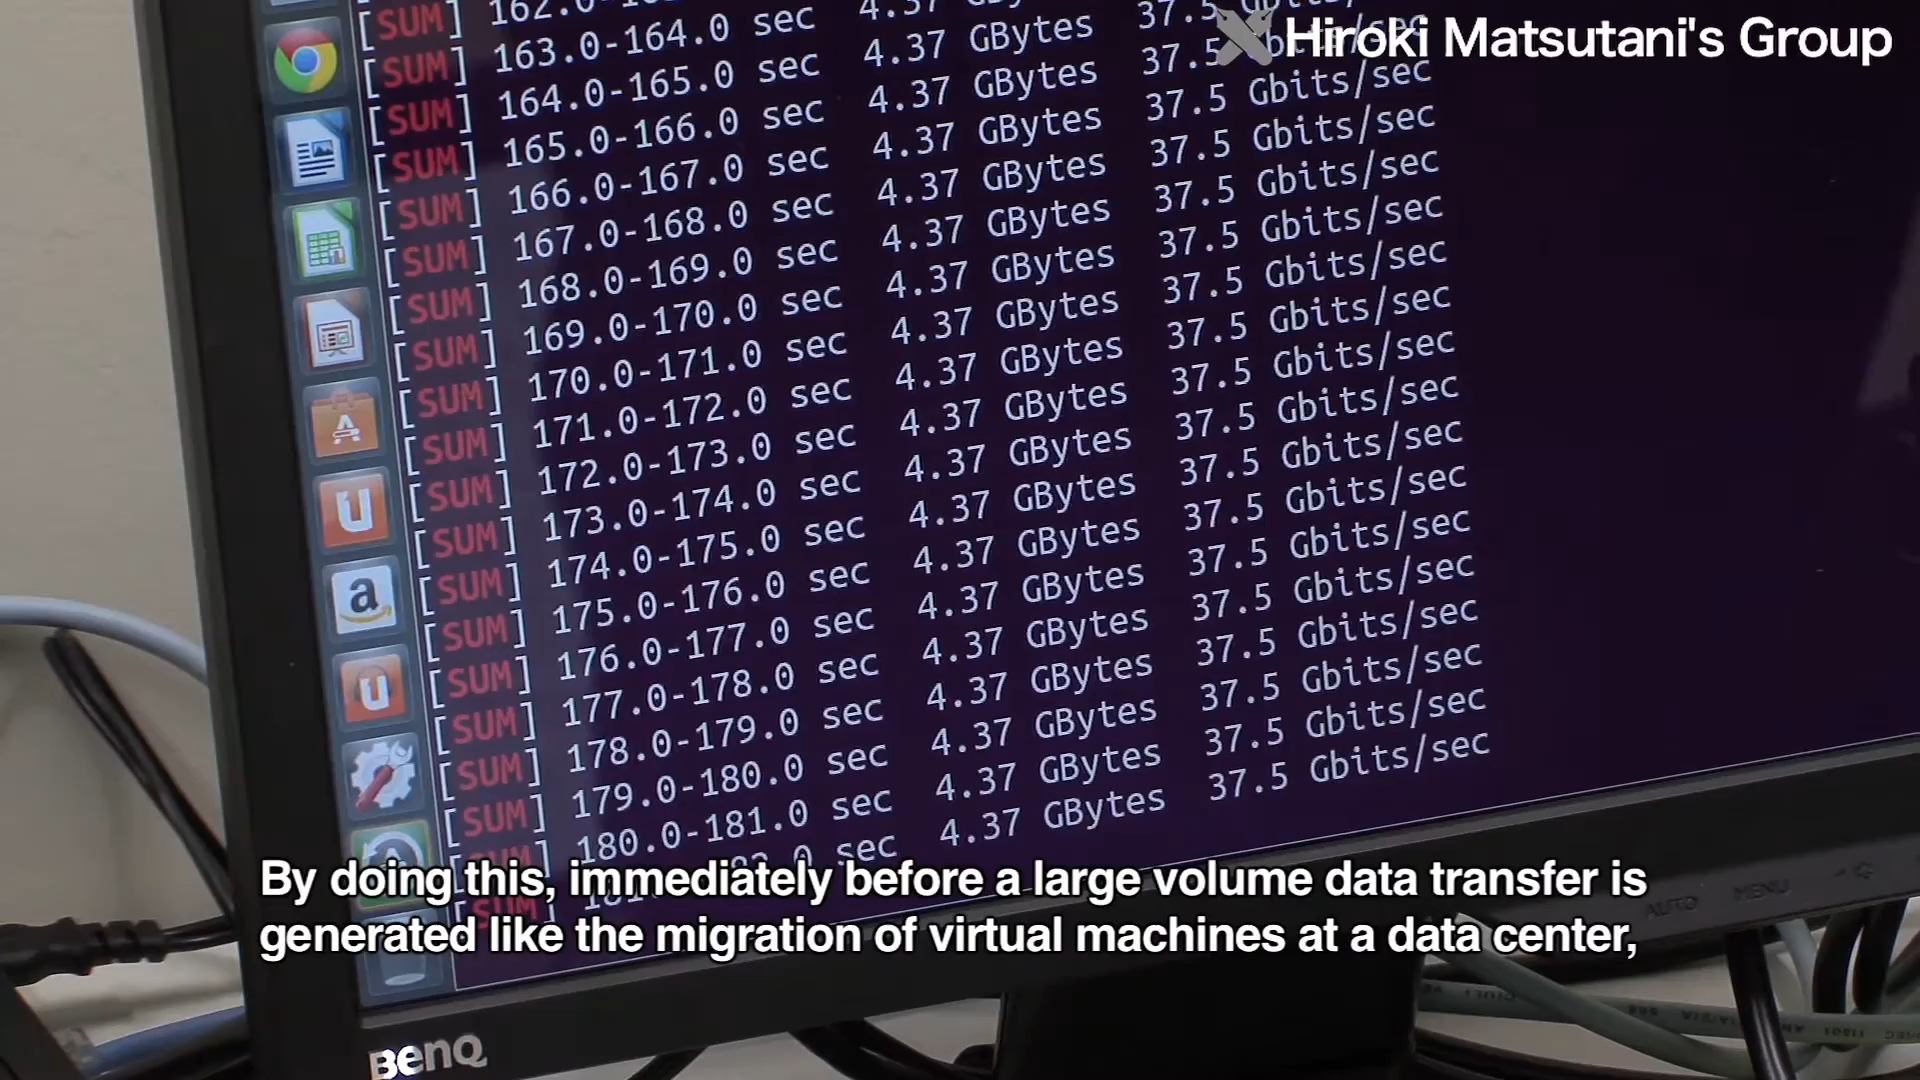 Hiroki Matsutani's Group
[SUM] 162.0-
[SUM] 163.0-164.0 sec 4.37
[SUM] 164.0-165.0 sec 4.37 GBytes 37.5
[SUM] 165.0-166.0 sec 4.37 GBytes 37.5
[SUM] 166.0-167.0 sec 4.37 GBytes 37.5 Gbits/sec
[SUM] 167.0-168.0 sec 4.37 GBytes 37.5 Gbits/sec
[SUM] 168.0-169.0 sec 4.37 GBytes 37.5 Gbits/sec
[SUM] 169.0-170.0 sec 4.37 GBytes 37.5 Gbits/sec
[SUM] 170.0-171.0 sec 4.37 GBytes 37.5 Gbits/sec
[SUM] 171.0-172.0 sec 4.37 GBytes 37.5 Gbits/sec
[SUM] 172.0-173.0 sec 4.37 GBytes 37.5 Gbits/sec
[SUM] 173.0-174.0 sec 4.37 GBytes 37.5 Gbits/sec
[SUM] 174.0-175.0 sec 4.37 GBytes 37.5 Gbits/sec
[SUM] 175.0-176.0 sec 4.37 GBytes 37.5 Gbits/sec
[SUM] 176.0-177.0 sec 4.37 GBytes 37.5 Gbits/sec
[SUM] 177.0-178.0 sec 4.37 GBytes 37.5 Gbits/sec
[SUM] 178.0-179.0 sec 4.37 GBytes 37.5 Gbits/sec
[SUM] 179.0-180.0 sec 4.37 GBytes 37.5 Gbits/sec
180.0-181.0 sec 4.37 GBytes 37.5 Gbits/sec
[SUM] sec 4.37 GBytes 37.5 Gbits/sec
By doing this, immediately before a large volume data transfer is
generated like the migration of virtual machines at a data center,
AUTO MENU
BenQ